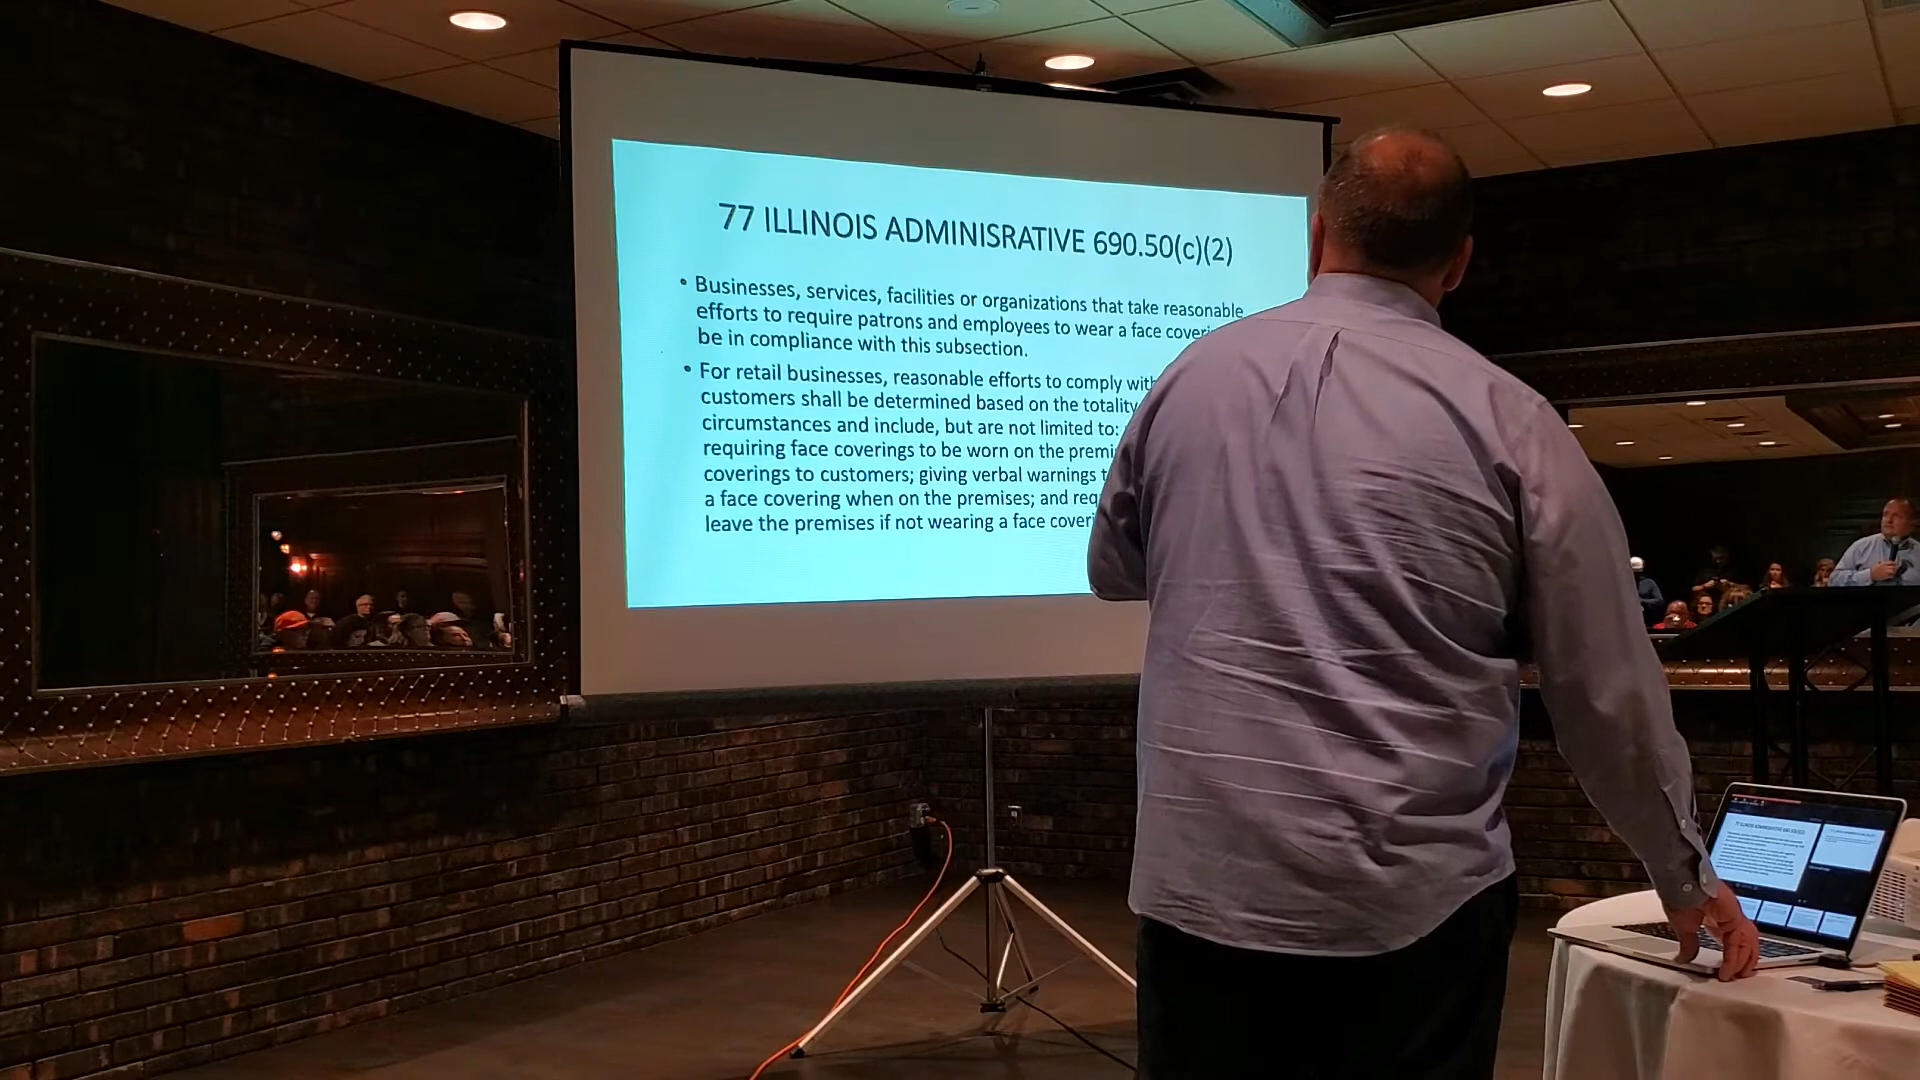 77 ILLINOIS ADMINISRATIVE 690.50(c)(2)
• Businesses, services, facilities or organizations that take reasonable
efforts to require patrons and employees to wear a face
be in compliance with this subsection.
• For retail businesses, reasonable efforts to comply with
customers shall be determined based on the totality
circumstances and include, but are not limited to:
requiring face coverings to be worn on the
coverings to customers; giving verbal warnings
a face covering when on the premises; and
leave the premises if not wearing a face